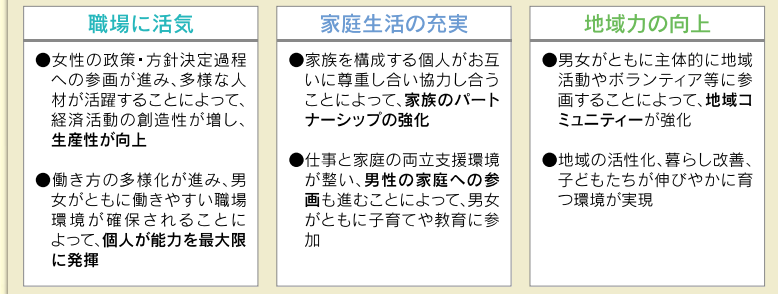 職場に活気
●女性の政策・方針決定過程
への参画が進み、多様な人
材が活躍することによって、
経済活動の創造性が増し、
生産性が向上
●働き方の多様化が進み、男
女がともに働きやすい職場
環境が確保されることに
よって、個人が能力を最大限
に発揮
家庭生活の充実
●家族を構成する個人がお互
いに尊重し合い協力し合う
ことによって、家族のパート
ナーシップの強化
●仕事と家庭の両立支援環境
が整い、男性の家庭への参
画も進むことによって、男女
がともに子育てや教育に参
加
地域力の向上
●男女がともに主体的に地域
活動やボランティア等に参
画することによって、地域コ
ミュニティーが強化
●地域の活性化、暮らし改善、
子どもたちが伸びやかに育
つ環境が実現